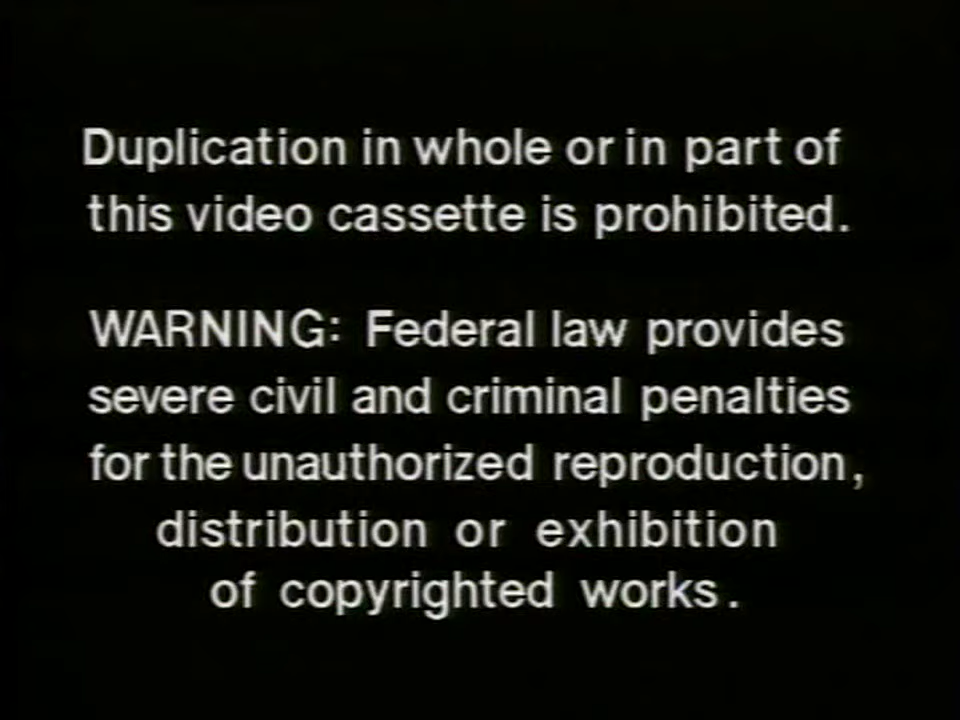 Duplication in whole or in part of
this video cassette is prohibited.
WARNING: Federal law provides
severe civil and criminal penalties
for the unauthorized reproduction,
distribution or exhibition
of copyrighted works.